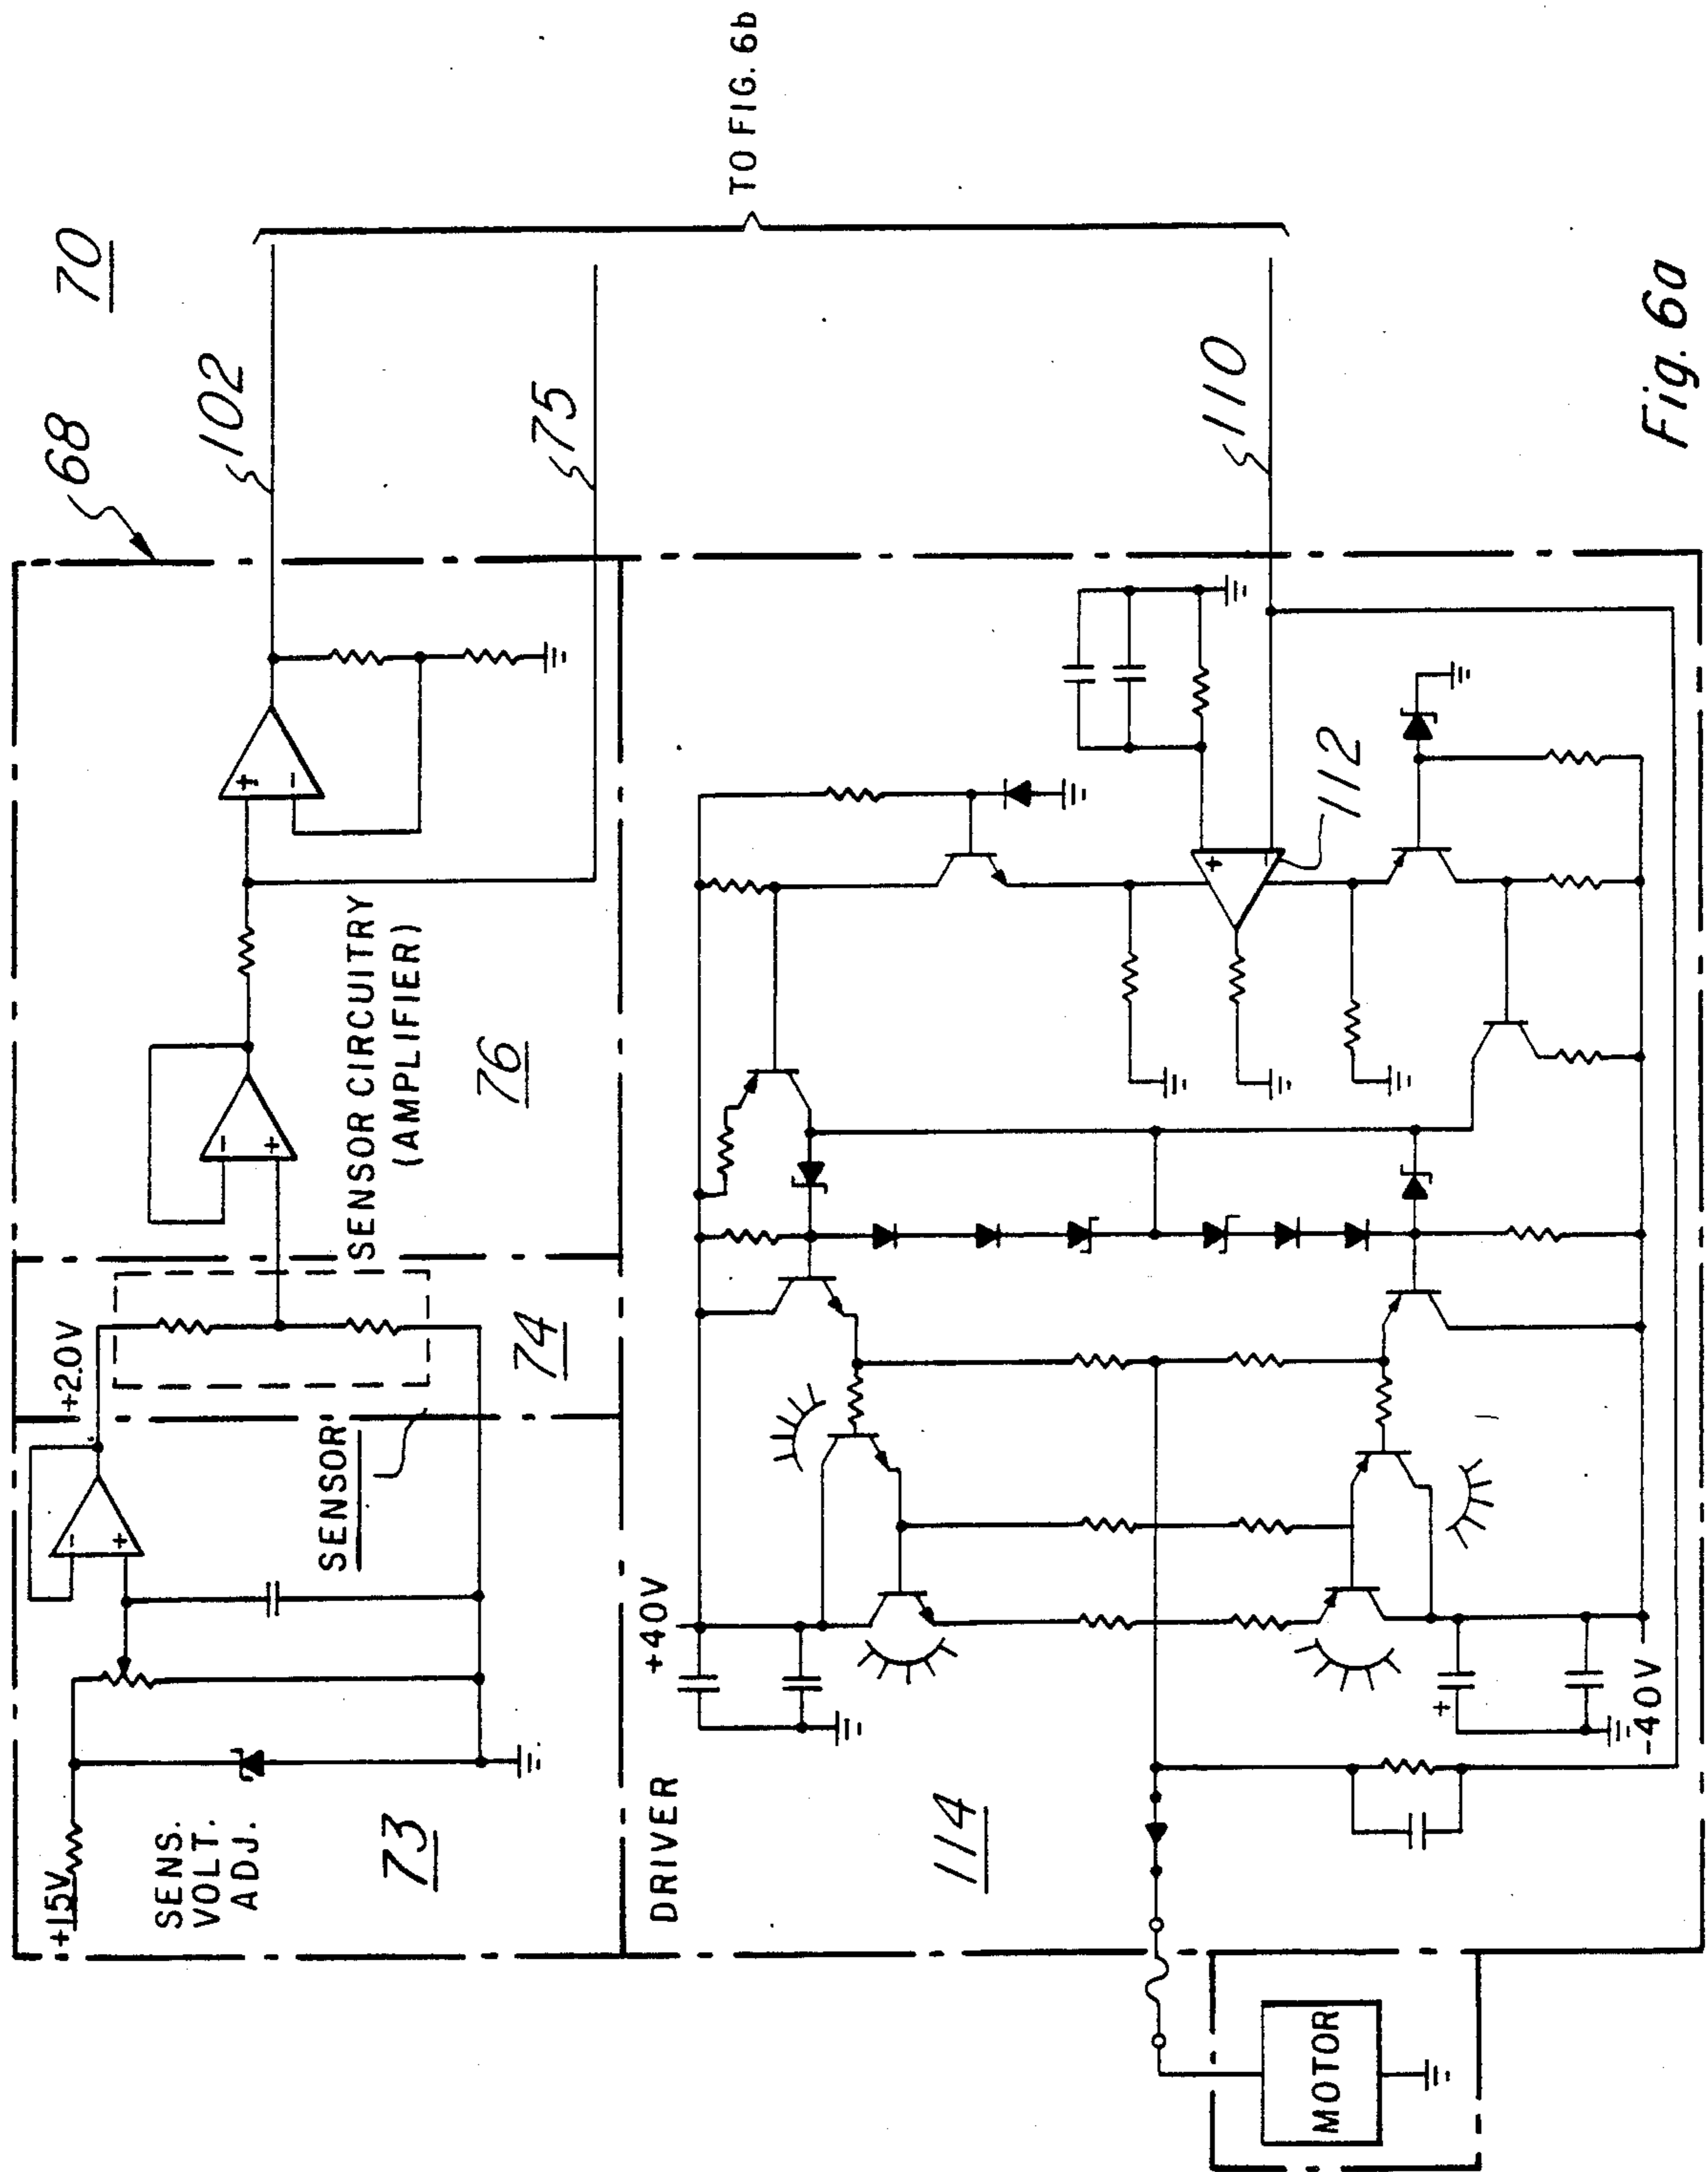 70
68
102
75
TO FIG. 6b
+15V
SENS.
VOLT.
ADJ.
73
+2.0V
SENSOR
74
SENSOR CIRCUITRY
(AMPLIFIER)
76
-
+
-
+
+
-
DRIVER
114
+40V
-40V
+
+
-
112
110
MOTOR
Fig. 6a